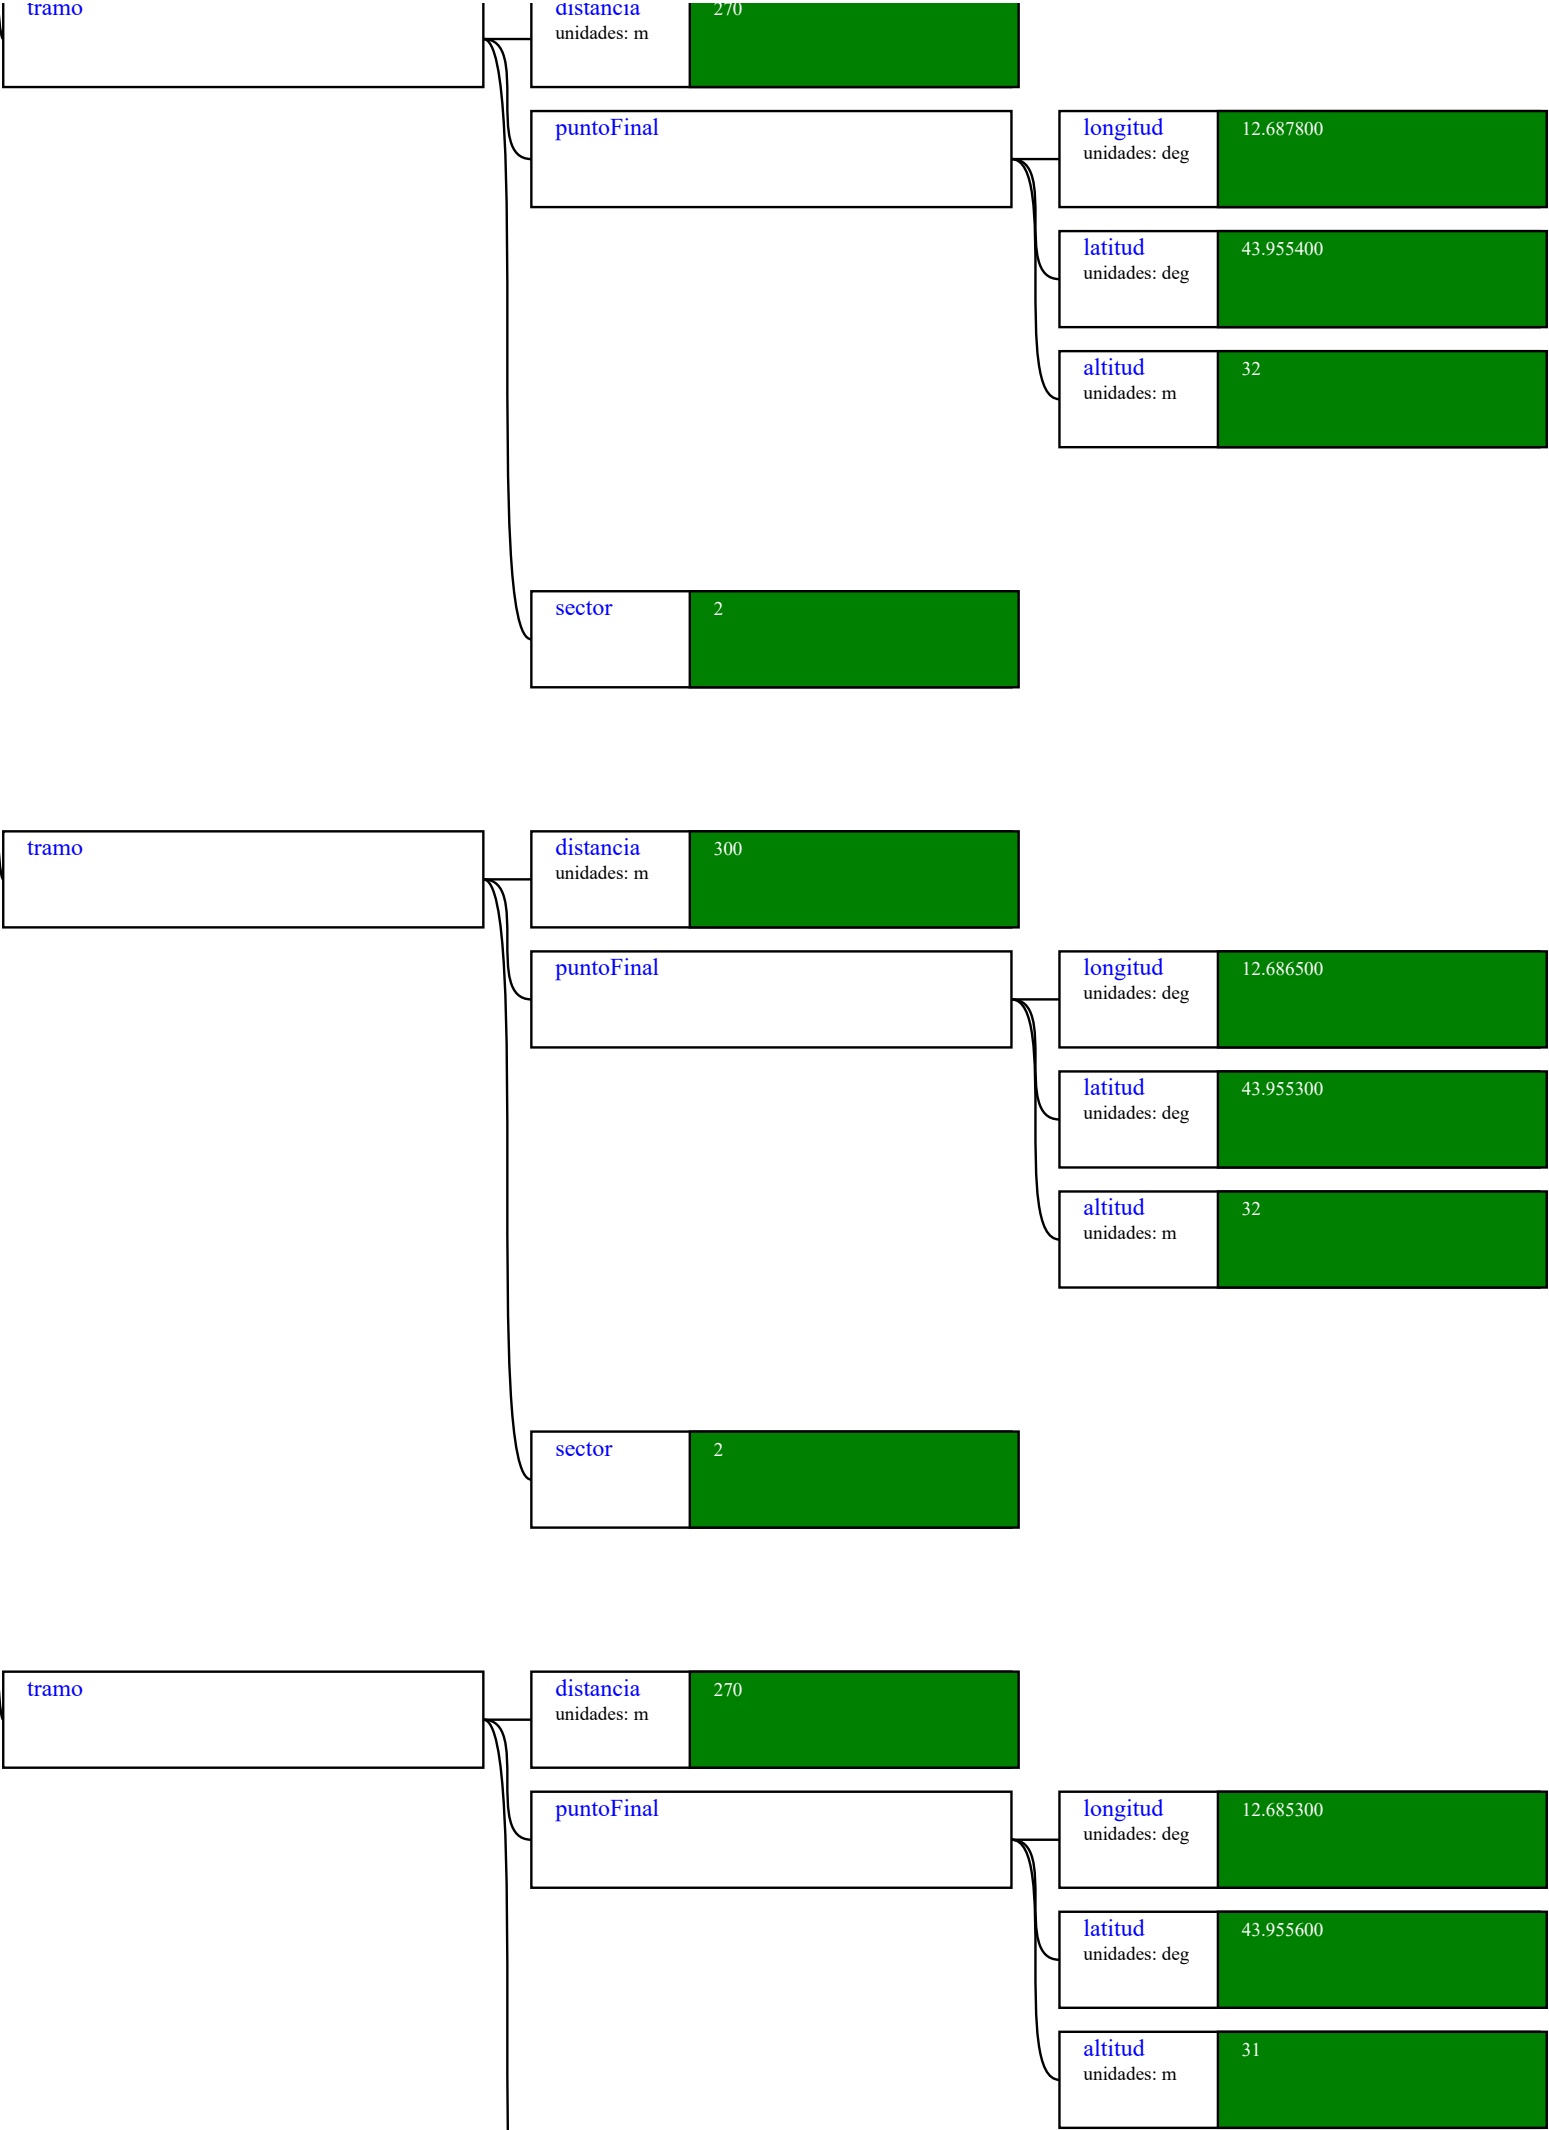 tramo
distancia
unidades: m
270
puntoFinal
longitud
unidades: deg
12.687800
latitud
unidades: deg
43.955400
altitud
unidades: m
32
sector
2
tramo
distancia
unidades: m
300
puntoFinal
longitud
unidades: deg
12.686500
latitud
unidades: deg
43.955300
altitud
unidades: m
32
sector
2
tramo
distancia
unidades: m
270
puntoFinal
longitud
unidades: deg
12.685300
latitud
unidades: deg
43.955600
altitud
unidades: m
31